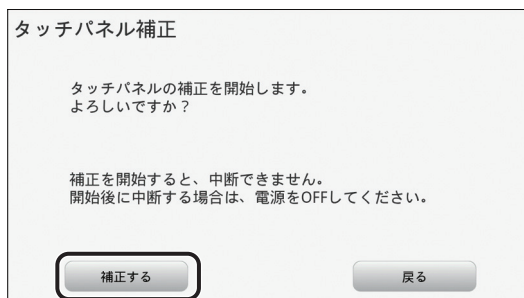 タッチパネル補正
タッチパネルの補正を開始します。
よろしいですか？
補正を開始すると、中断できません。
開始後に中断する場合は、電源をOFFしてください。
補正する
戻る